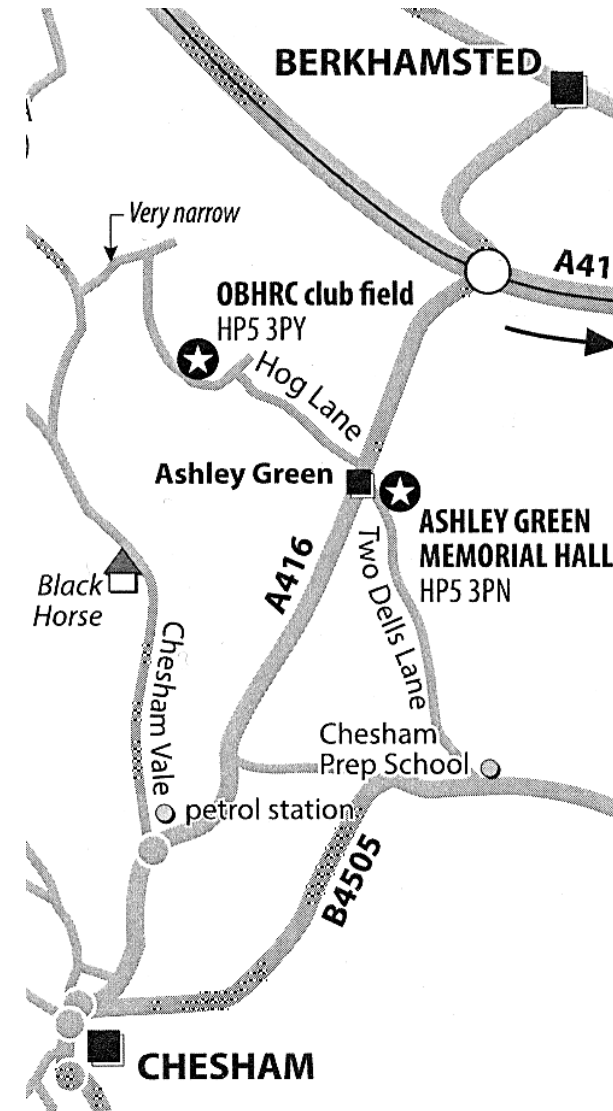 BERKHAMSTED
Very narrow
A41
OBHRC club field
HP5 3PY
Hog Lane
Ashley Green
ASHLEY GREEN
MEMORIAL HALL
HP5 3PN
A416
Two Dells Lane
Black
Horse
Chesham Vale
Chesham
Prep School
petrol station
B4505
CHESHAM